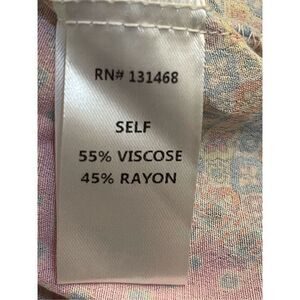 RN# 131468
SELF
55% VISCOSE
45% RAYON